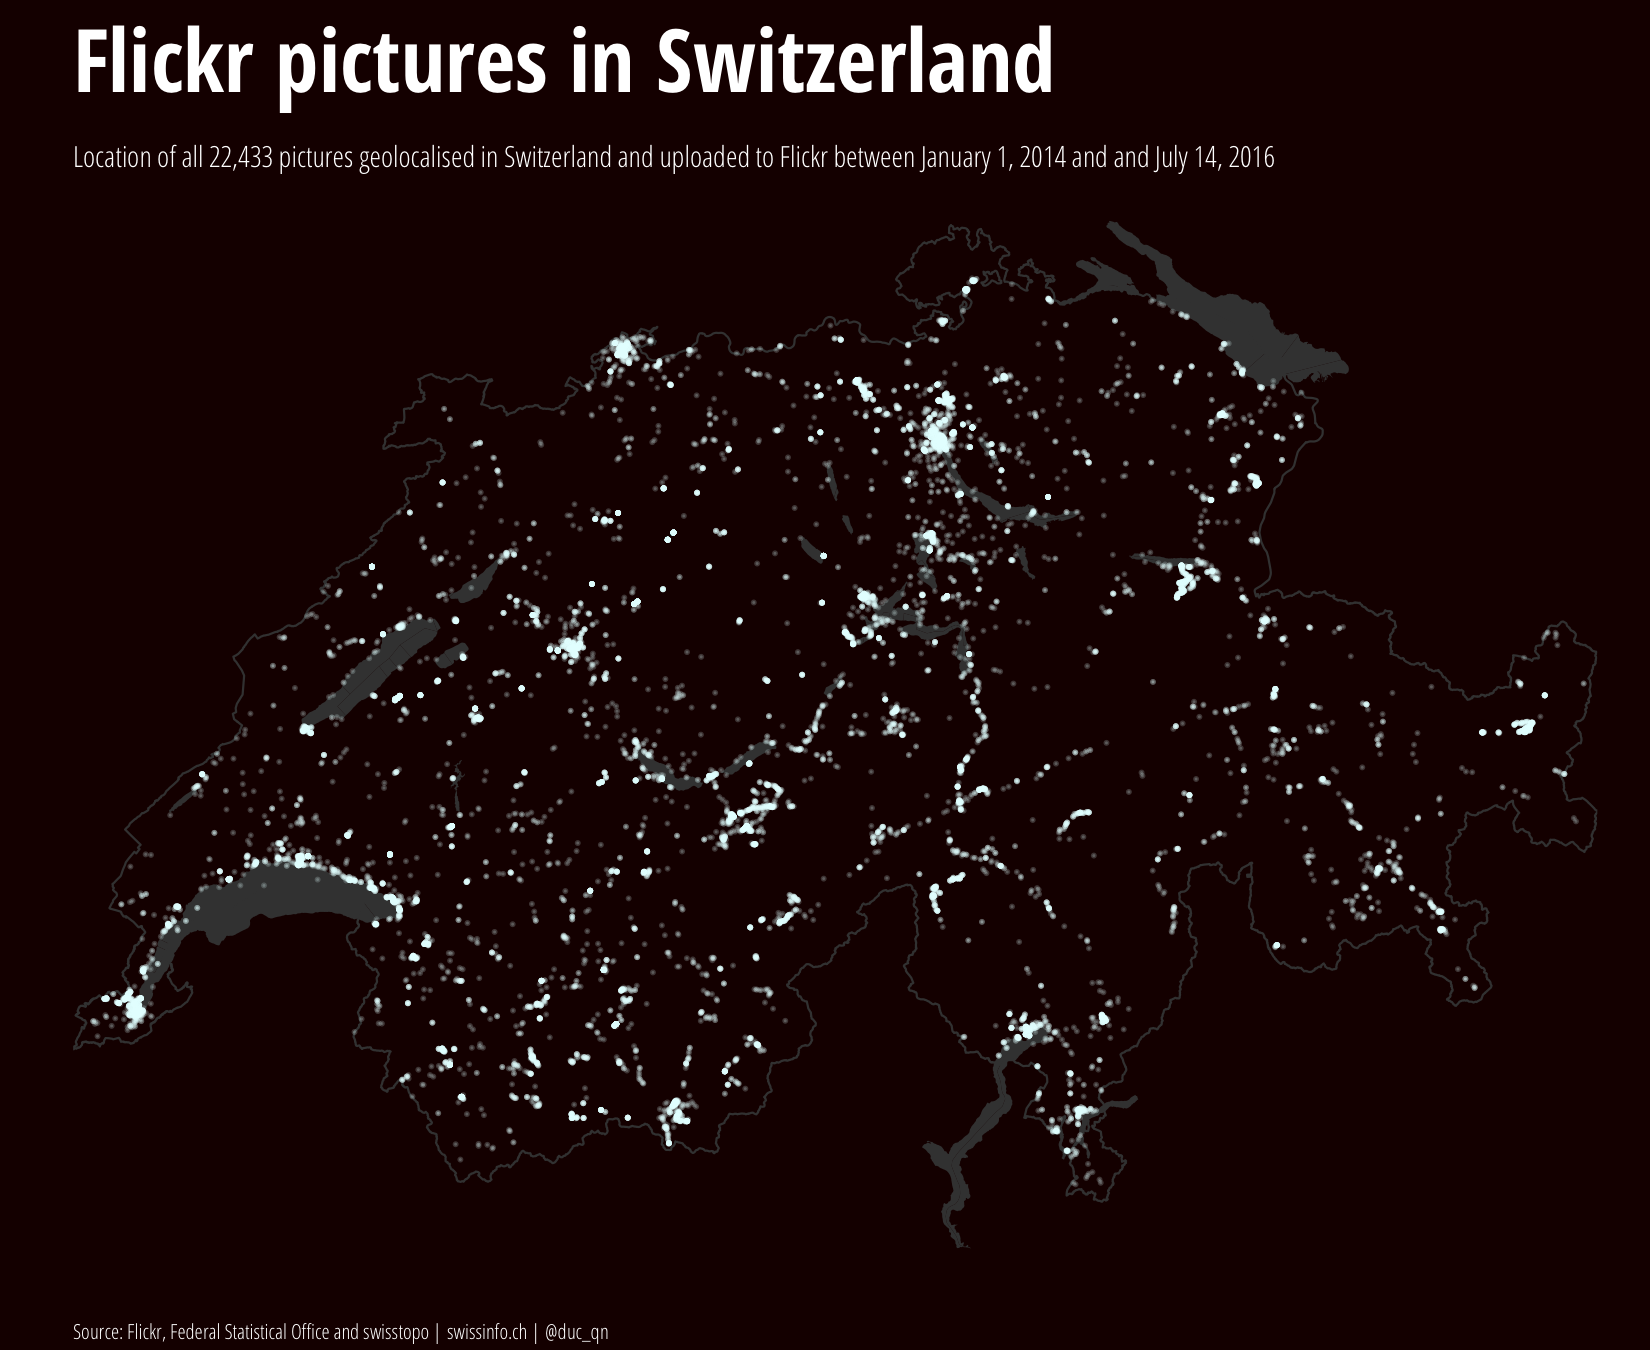 Flickr pictures in Switzerland
Location of all 22,433 pictures geolocalised in Switzerland and uploaded to Flickr between January 1, 2014 and and July 14, 2016
Source: Flickr, Federal Statistical Office and swisstopo | swissinfo.ch | @duc_qn